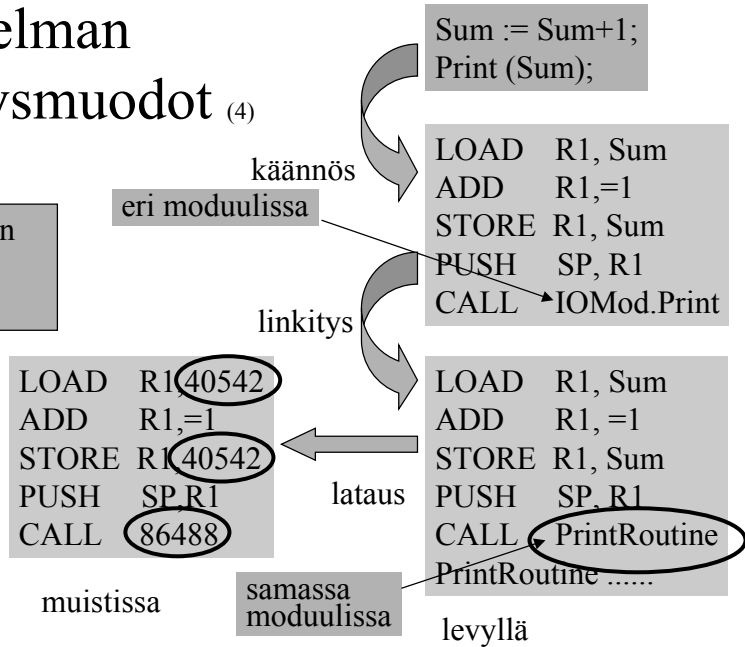 elman
ysmuodot (4)
Sum := Sum+1;
Print (Sum);
käännös
eri moduulissa
n
LOAD R1, Sum
ADD R1,=1
STORE R1, Sum
PUSH SP, R1
CALL IOMod.Print
linkitys
LOAD R1,40542
ADD R1,=1
STORE R1,40542
PUSH SP,R1
CALL 86488
muistissa
lataus
LOAD R1, Sum
ADD R1, =1
STORE R1, Sum
PUSH SP, R1
CALL PrintRoutine
PrintRoutine ......
samassa
moduulissa
levyllä